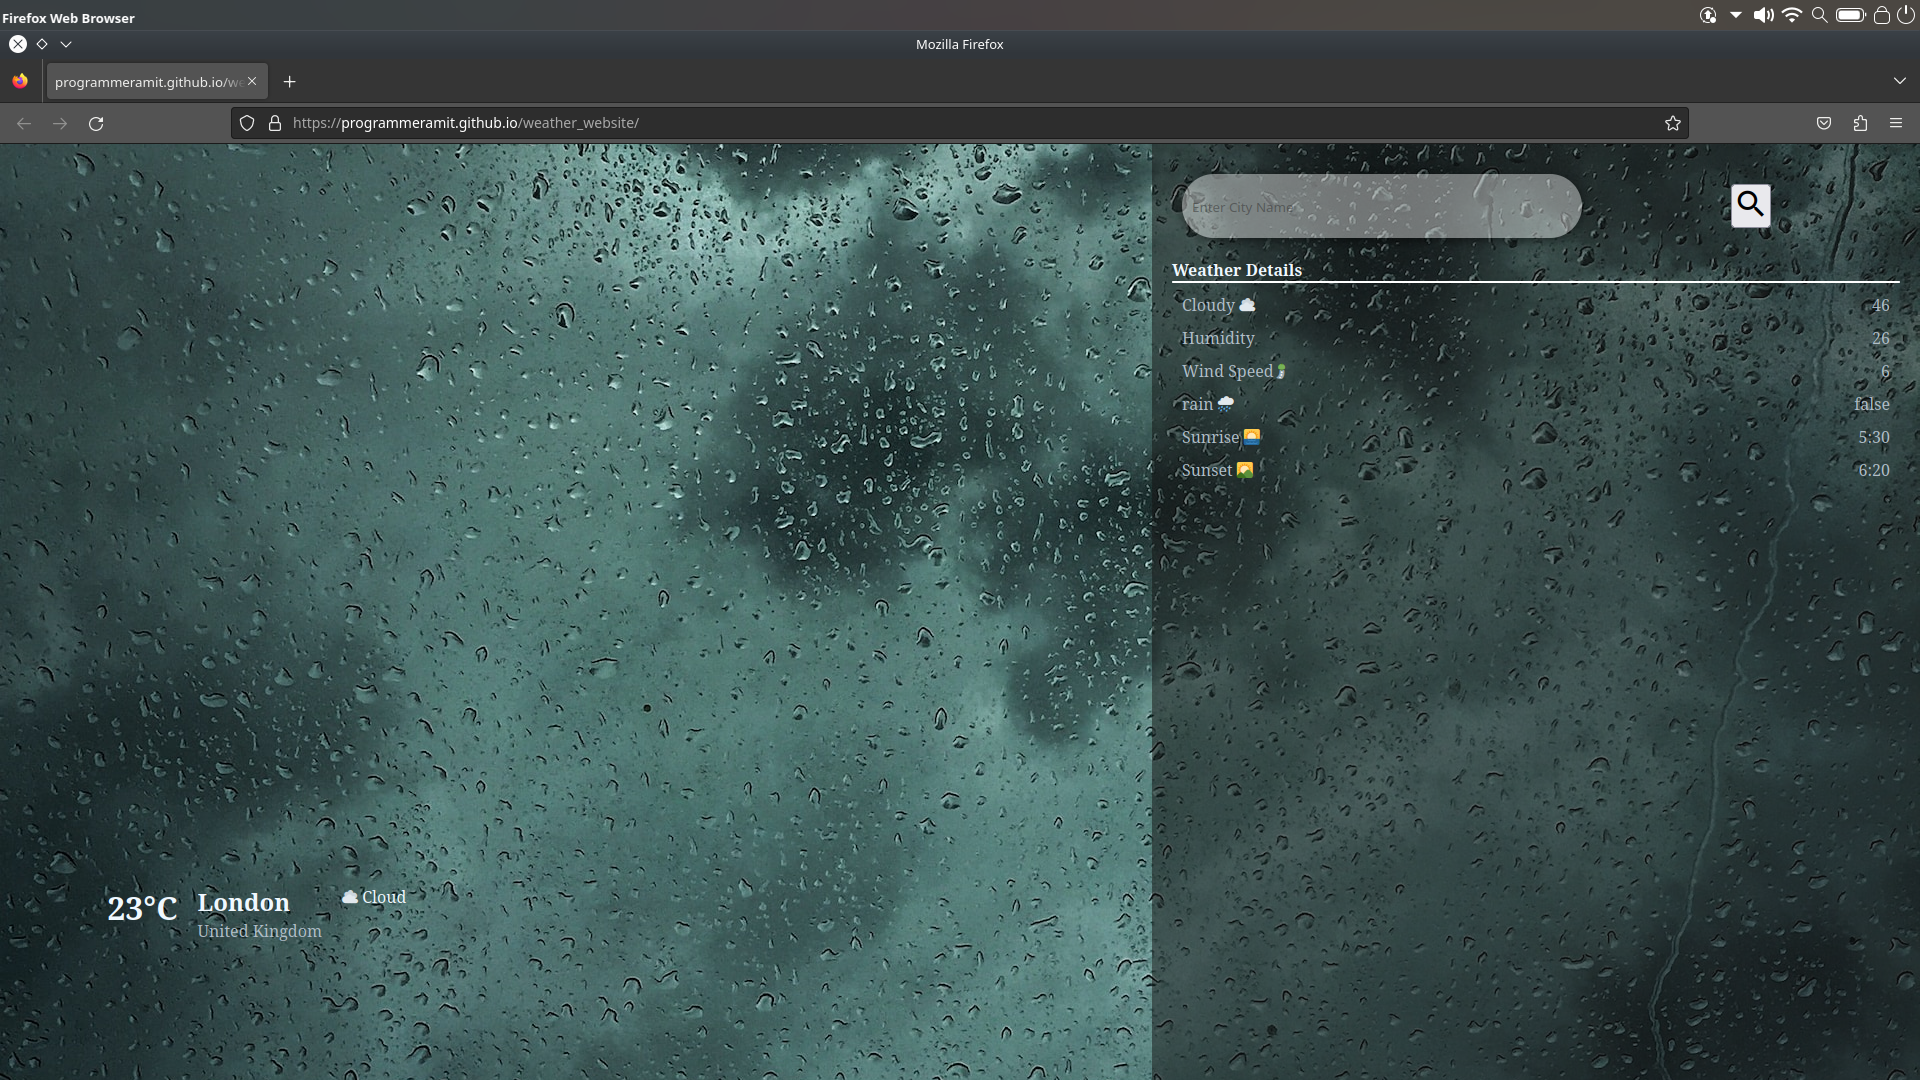 Firefox Web Browser
Mozilla Firefox
programmeramit.github.io/we
https://programmeramit.github.io/weather_website/
Enter City Name
Weather Details
Cloudy 46
Humidity 26
Wind Speed 6
rain false
Sunrise 5:30
Sunset 6:20
23°C London Cloud
United Kingdom